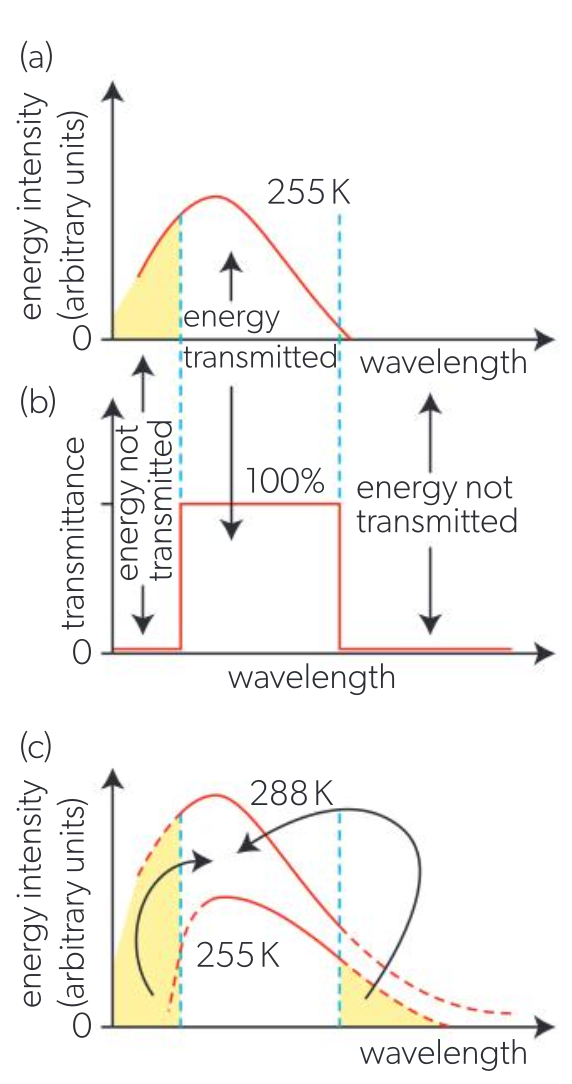 (a)
energy intensity
(arbitrary units)
255 K
energy
transmitted
0
wavelength
(b)
transmittance
energy not
transmitted
100%
energy not
transmitted
0
wavelength
(c)
energy intensity
(arbitrary units)
288 K
255 K
0
wavelength